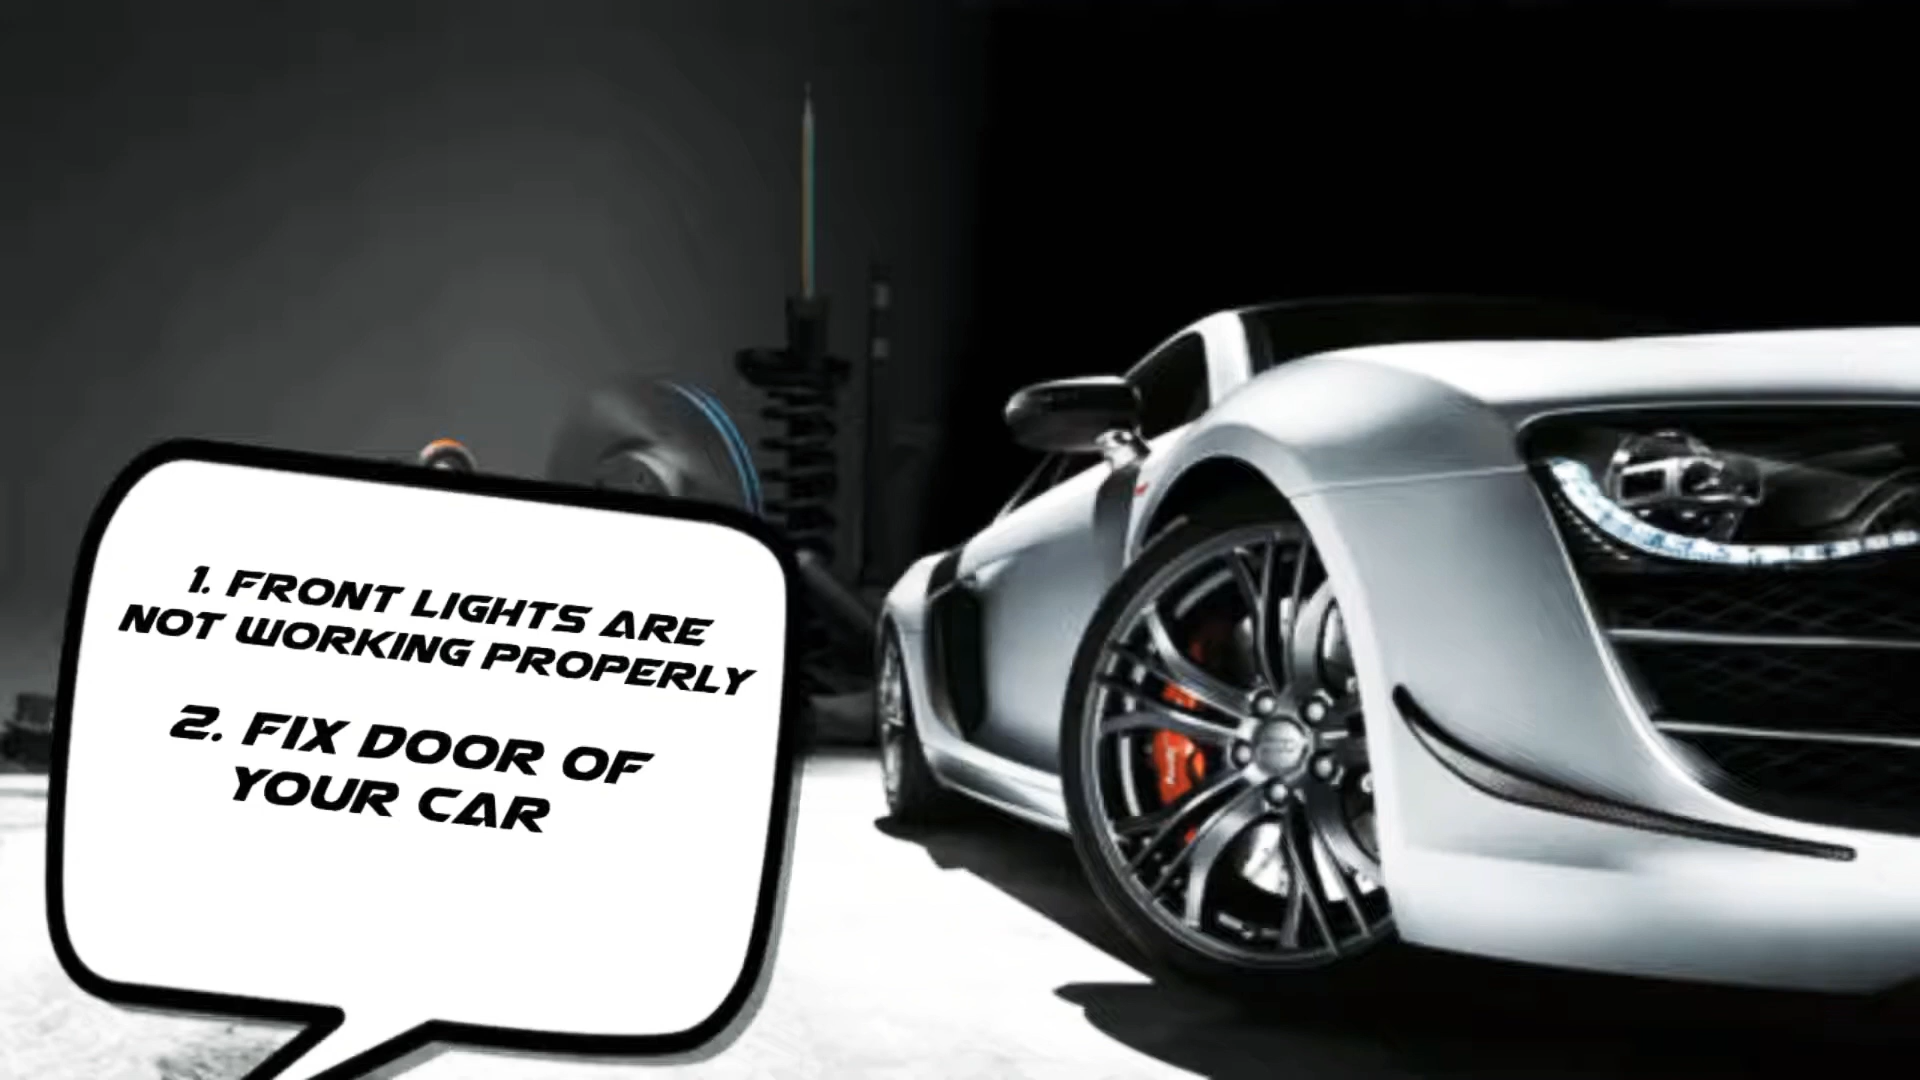 1. FRONT LIGHTS ARE
NOT WORKING PROPERLY
2. FIX DOOR OF
YOUR CAR